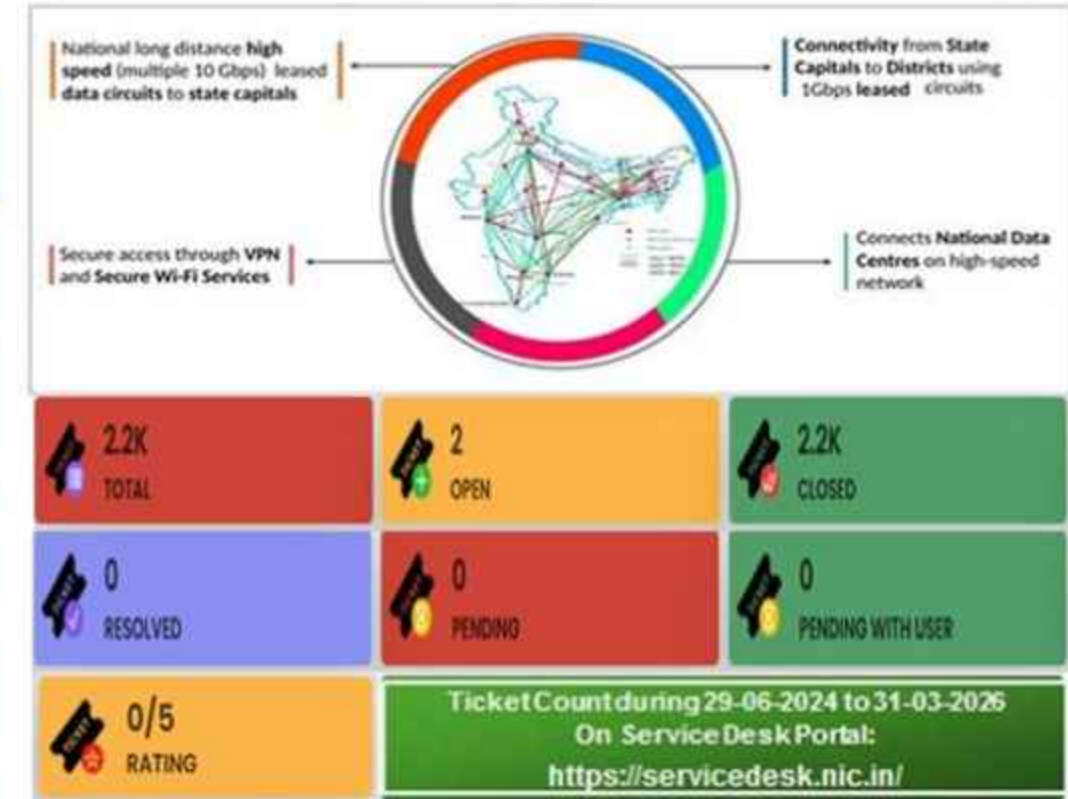 National long distance high
speed (multiple 10 Gbps) leased
data circuits to state capitals
Connectivity from State
Capitals to Districts using
1Gbps leased circuits
Secure access through VPN
and Secure Wi-Fi Services
Connects National Data
Centres on high-speed
network
2.2K
TOTAL
2
OPEN
2.2K
CLOSED
0
RESOLVED
0
PENDING
0
PENDING WITH USER
0/5
RATING
Ticket Count during 29-06-2024 to 31-03-2026
On Service Desk Portal:
https://servicedesk.nic.in/